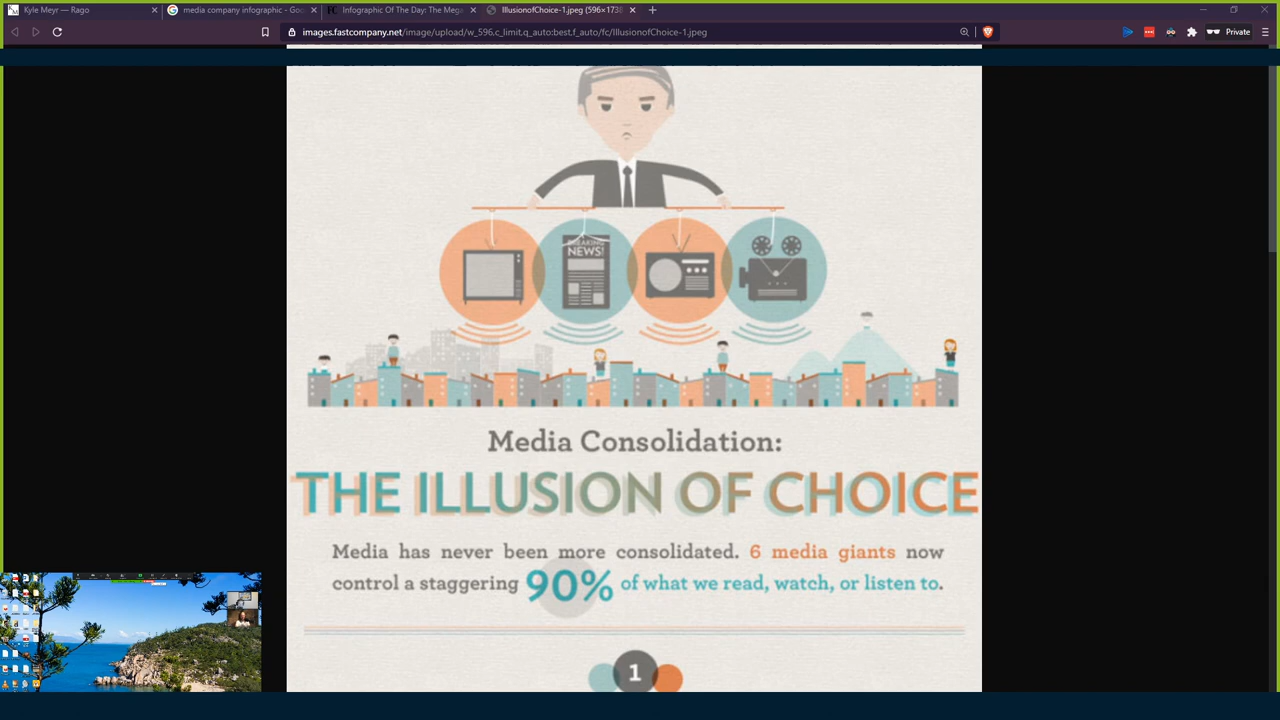 Kyle Meyr — Rago
media company infographic - Goo
Infographic Of The Day: The Mega
IllusionofChoice-1.jpeg (596×1738
images.fastcompany.net/image/upload/w_596,c_limit,q_auto:best,f_auto/fc/IllusionofChoice-1.jpeg
Private
BREAKING
NEWS!
Media Consolidation:
THE ILLUSION OF CHOICE
Media has never been more consolidated. 6 media giants now
control a staggering 90% of what we read, watch, or listen to.
1